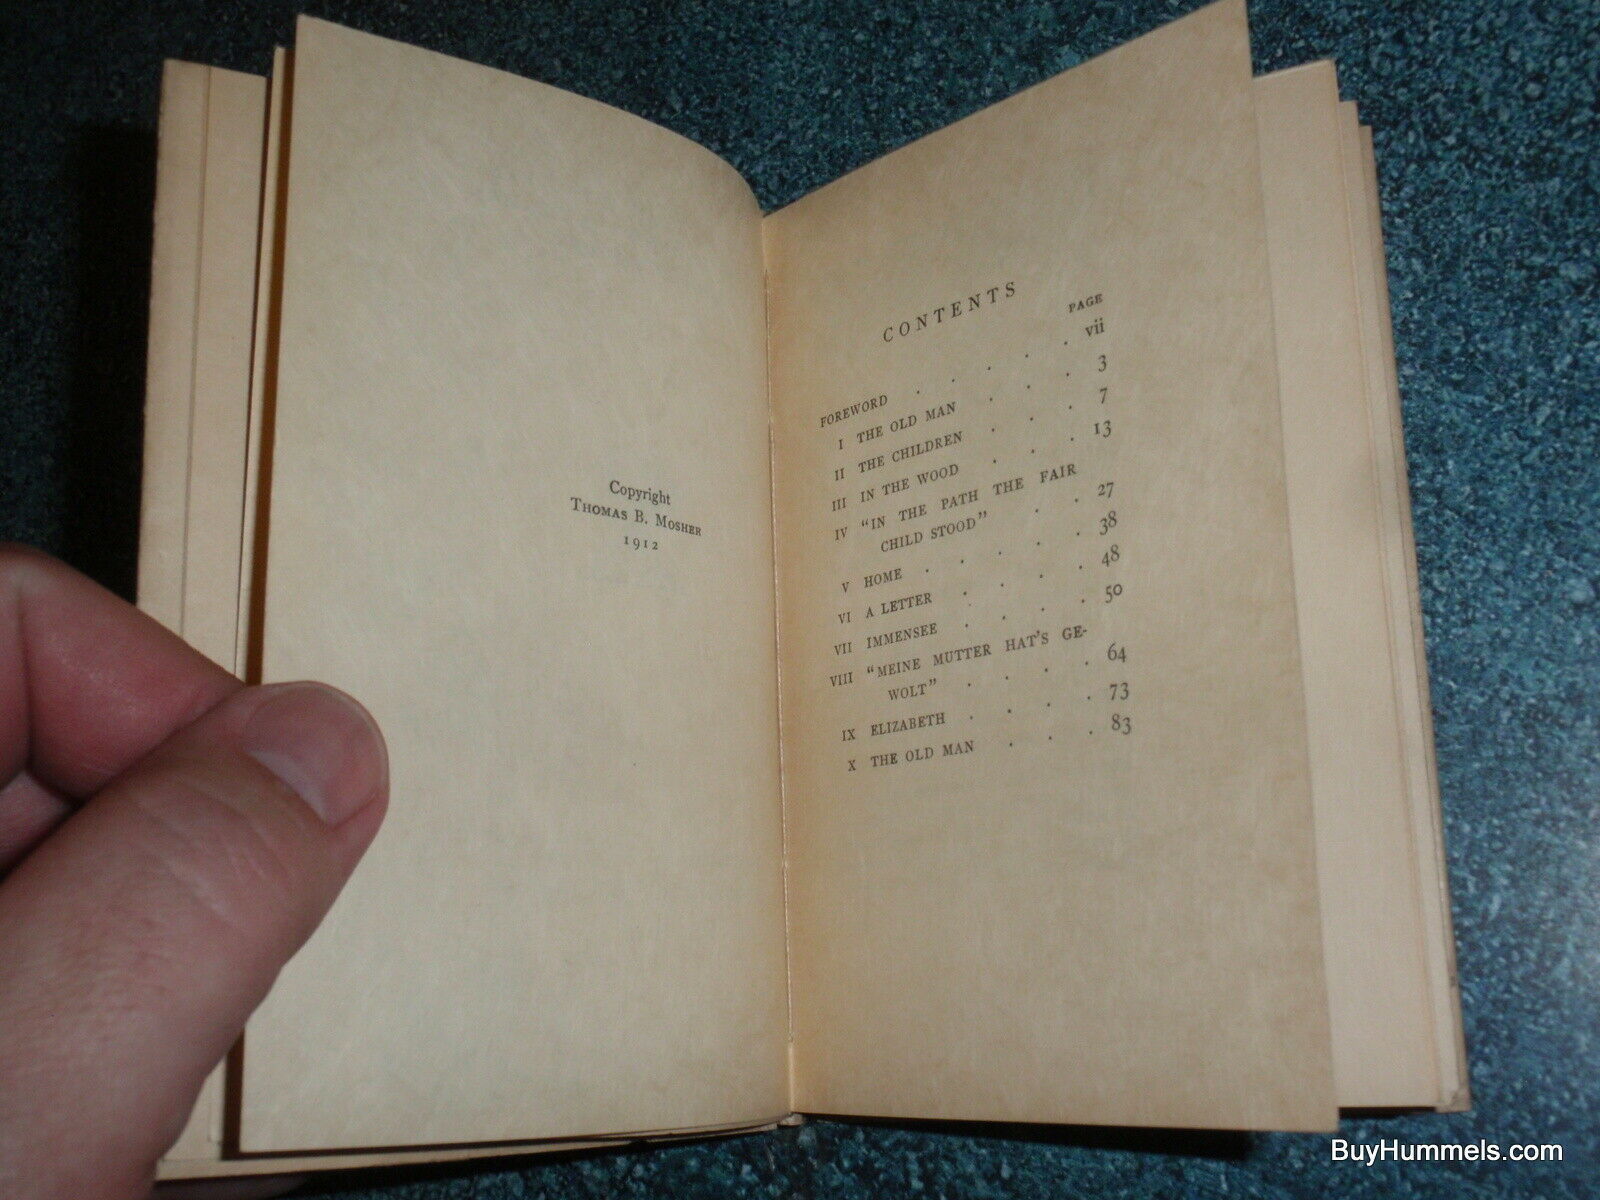 Copyright
THOMAS B. MOSHER
1912
CONTENTS
PAGE
FOREWORD . . . . . vii
I THE OLD MAN . . . 3
II THE CHILDREN . . . 7
III IN THE WOOD . . . 13
IV "IN THE PATH THE FAIR
CHILD STOOD" . . 27
V HOME . . . . 38
VI A LETTER . . . . 48
VII IMMENSEE . . . . 50
VIII "MEINE MUTTER HAT'S GE-
WOLT" . . . . 64
IX ELIZABETH . . . . 73
X THE OLD MAN . . . 83
BuyHummels.com